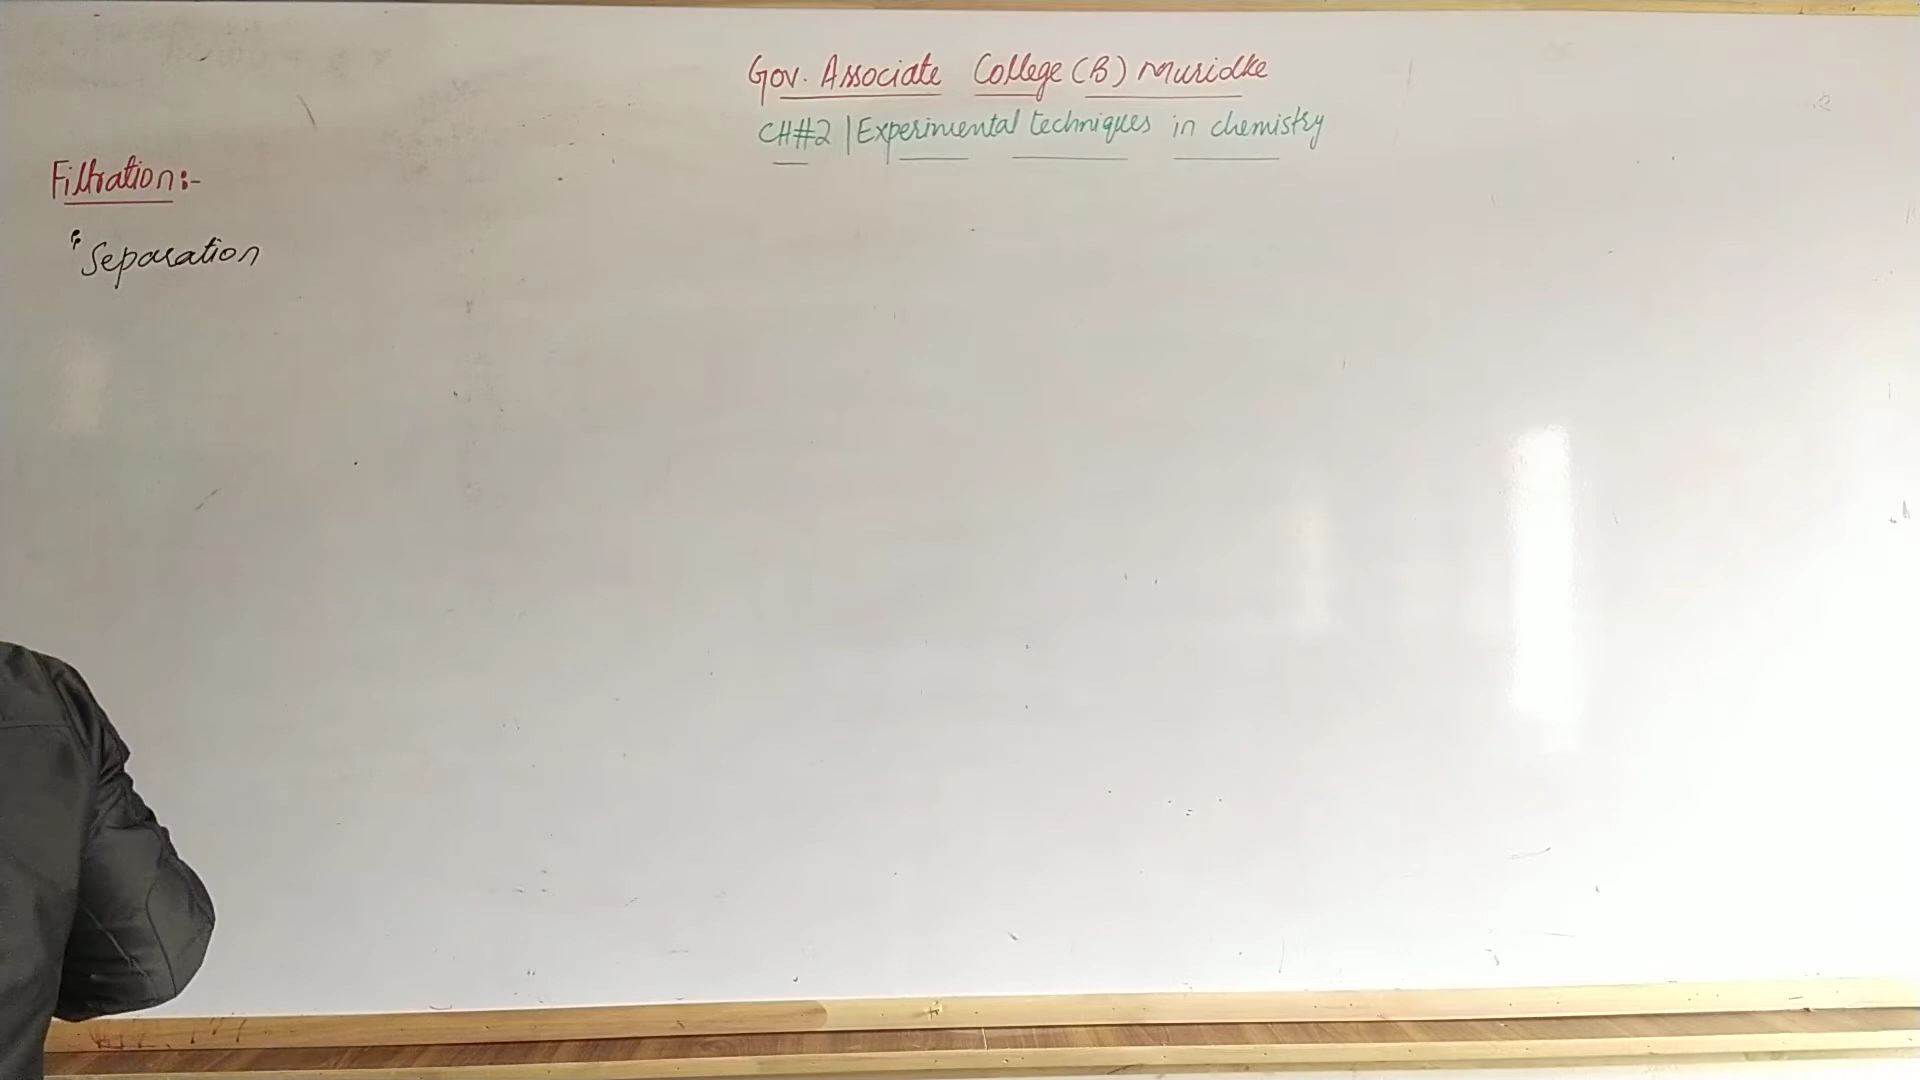 Gov. Associate College (B) Muridke
CH#2 | Experimental techniques in chemistry
Filtration:-
"Separation